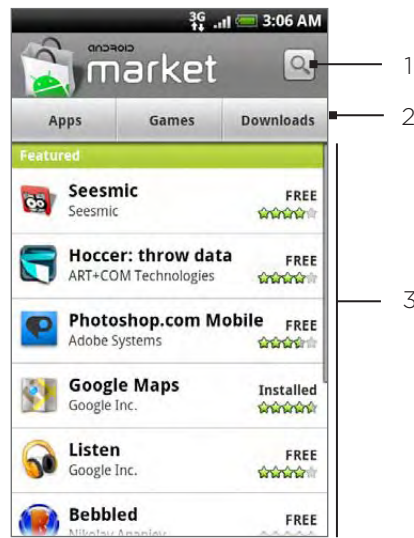 3G 3:06 AM
android
market
1
Apps Games Downloads
2
Featured
Seesmic
FREE
Seesmic
Hoccer: throw data
FREE
ART+COM Technologies
Photoshop.com Mobile
FREE
Adobe Systems
3
Google Maps
Installed
Google Inc.
Listen
FREE
Google Inc.
Bebbled
FREE